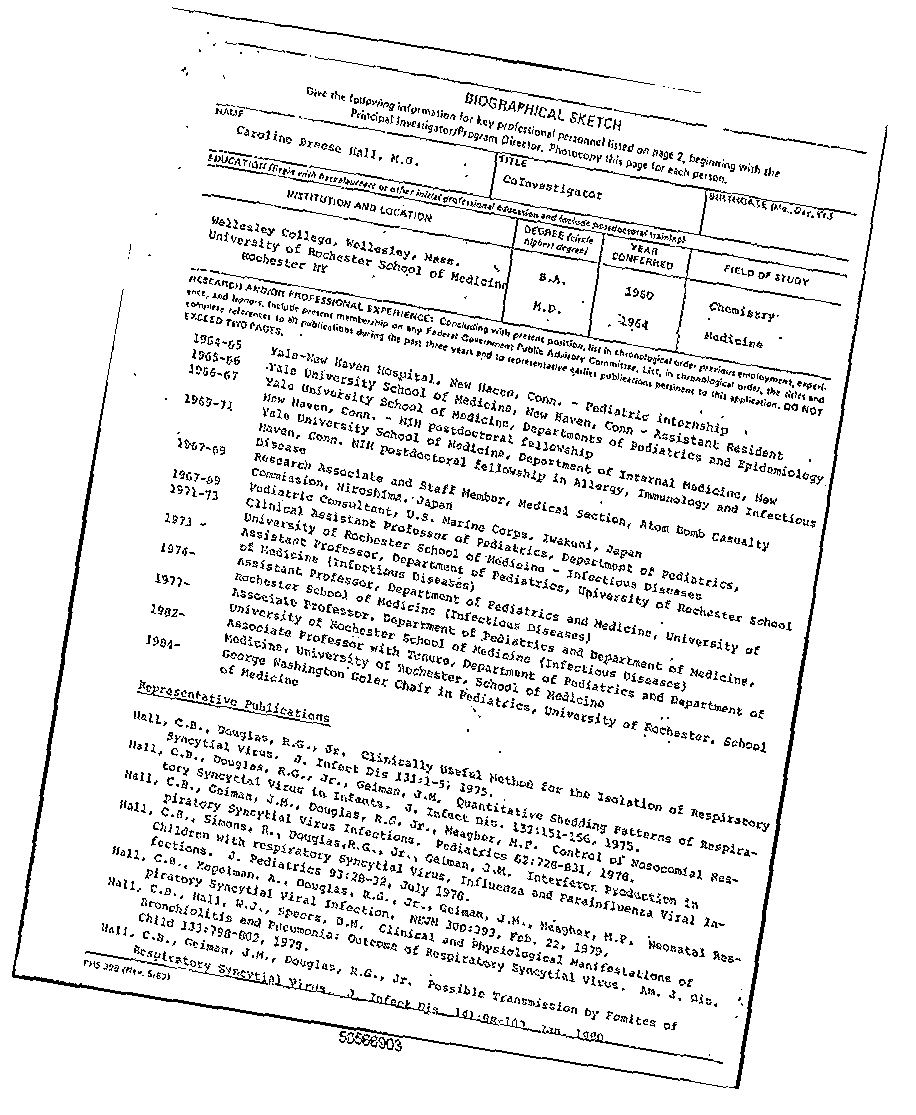 BIOGRAPHICAL SKETCH
Give the following information for key professional personnel listed on page 2, beginning with the
Principal Investigator/Program Director. Photocopy this page for each person.
NAME
TITLE
BIRTHDATE (Mo., Day, Yr.)
Caroline Breese Hall, M.D.
CoInvestigator
EDUCATION (Begin with baccalaureate or other initial professional education and include postdoctoral training)
INSTITUTION AND LOCATION
DEGREE (circle highest degree)
YEAR CONFERRED
FIELD OF STUDY
Wellesley College, Wellesley, Mass.
B.A.
1960
Chemistry
University of Rochester School of Medicine
Rochester NY
M.D.
1964
Medicine
RESEARCH AND/OR PROFESSIONAL EXPERIENCE: Concluding with present position, list in chronological order previous employment, experi-
ence, and honors. Include present membership on any Federal Government Public Advisory Committee. List, in chronological order, the titles and
complete references to all publications during the past three years and to representative earlier publications pertinent to this application. DO NOT
EXCEED TWO PAGES.
1964-65 Yale-New Haven Hospital, New Haven, Conn. - Pediatric internship
1965-66 Yale University School of Medicine, New Haven, Conn - Assistant Resident
1966-67 Yale University School of Medicine, Departments of Pediatrics and Epidemiology
New Haven, Conn. - NIH postdoctoral fellowship
1969-71 Yale University School of Medicine, Department of Internal Medicine, New
Haven, Conn. NIH postdoctoral fellowship in Allergy, Immunology and Infectious
Disease
1967-69 Research Associate and Staff Member, Medical Section, Atom Bomb Casualty
Commission, Hiroshima, Japan
1967-69 Pediatric Consultant, U.S. Marine Corps, Iwakuni, Japan
1971-73 Clinical Assistant Professor of Pediatrics, Department of Pediatrics,
University of Rochester School of Medicine - Infectious Diseases
1973 - Assistant Professor, Department of Pediatrics, University of Rochester School
of Medicine (Infectious Diseases)
1974- Assistant Professor, Department of Pediatrics and Medicine, University of
Rochester School of Medicine (Infectious Diseases)
1977- Associate Professor, Department of Pediatrics and Department of Medicine,
University of Rochester School of Medicine (Infectious Diseases)
1982- Associate Professor with Tenure, Department of Pediatrics and Department of
Medicine, University of Rochester, School of Medicine
1984- George Washington Goler Chair in Pediatrics, University of Rochester, School
of Medicine
Representative Publications
Hall, C.B., Douglas, R.G., Jr. Clinically Useful Method for the Isolation of Respiratory
Syncytial Virus. J. Infect Dis 131:1-5, 1975.
Hall, C.B., Douglas, R.G., Jr., Geiman, J.M. Quantitative Shedding Patterns of Respira-
tory Syncytial Virus in Infants. J. Infect Dis. 132:151-156, 1975.
Hall, C.B., Geiman, J.M., Douglas, R.G. Jr., Meagher, M.P. Control of Nosocomial Res-
piratory Syncytial Virus Infections. Pediatrics 62:728-831, 1978.
Hall, C.B., Simons, R., Douglas,R.G., Jr., Geiman, J.M. Interferon Production in
Children with respiratory Syncytial Virus, Influenza and Parainfluenza Viral In-
fections. J. Pediatrics 93:28-32, July 1978.
Hall, C.B., Kopelman, A., Douglas, R.G., Jr., Geiman, J.M., Meagher, M.P. Neonatal Res-
piratory Syncytial Viral Infection. NEJM 300:393, Feb. 22, 1979.
Hall, C.B., Hall, W.J., Speers, D.M. Clinical and Physiological Manifestations of
Bronchiolitis and Pneumonia: Outcome of Respiratory Syncytial Virus. Am. J. Dis.
Child 133:798-802, 1979.
Hall, C.B., Geiman, J.M., Douglas, R.G., Jr. Possible Transmission by Fomites of
Respiratory Syncytial Virus. J. Infect Dis. 141:98-102, Jan. 1980
PHS 398 (Rev. 5/82)
50566903